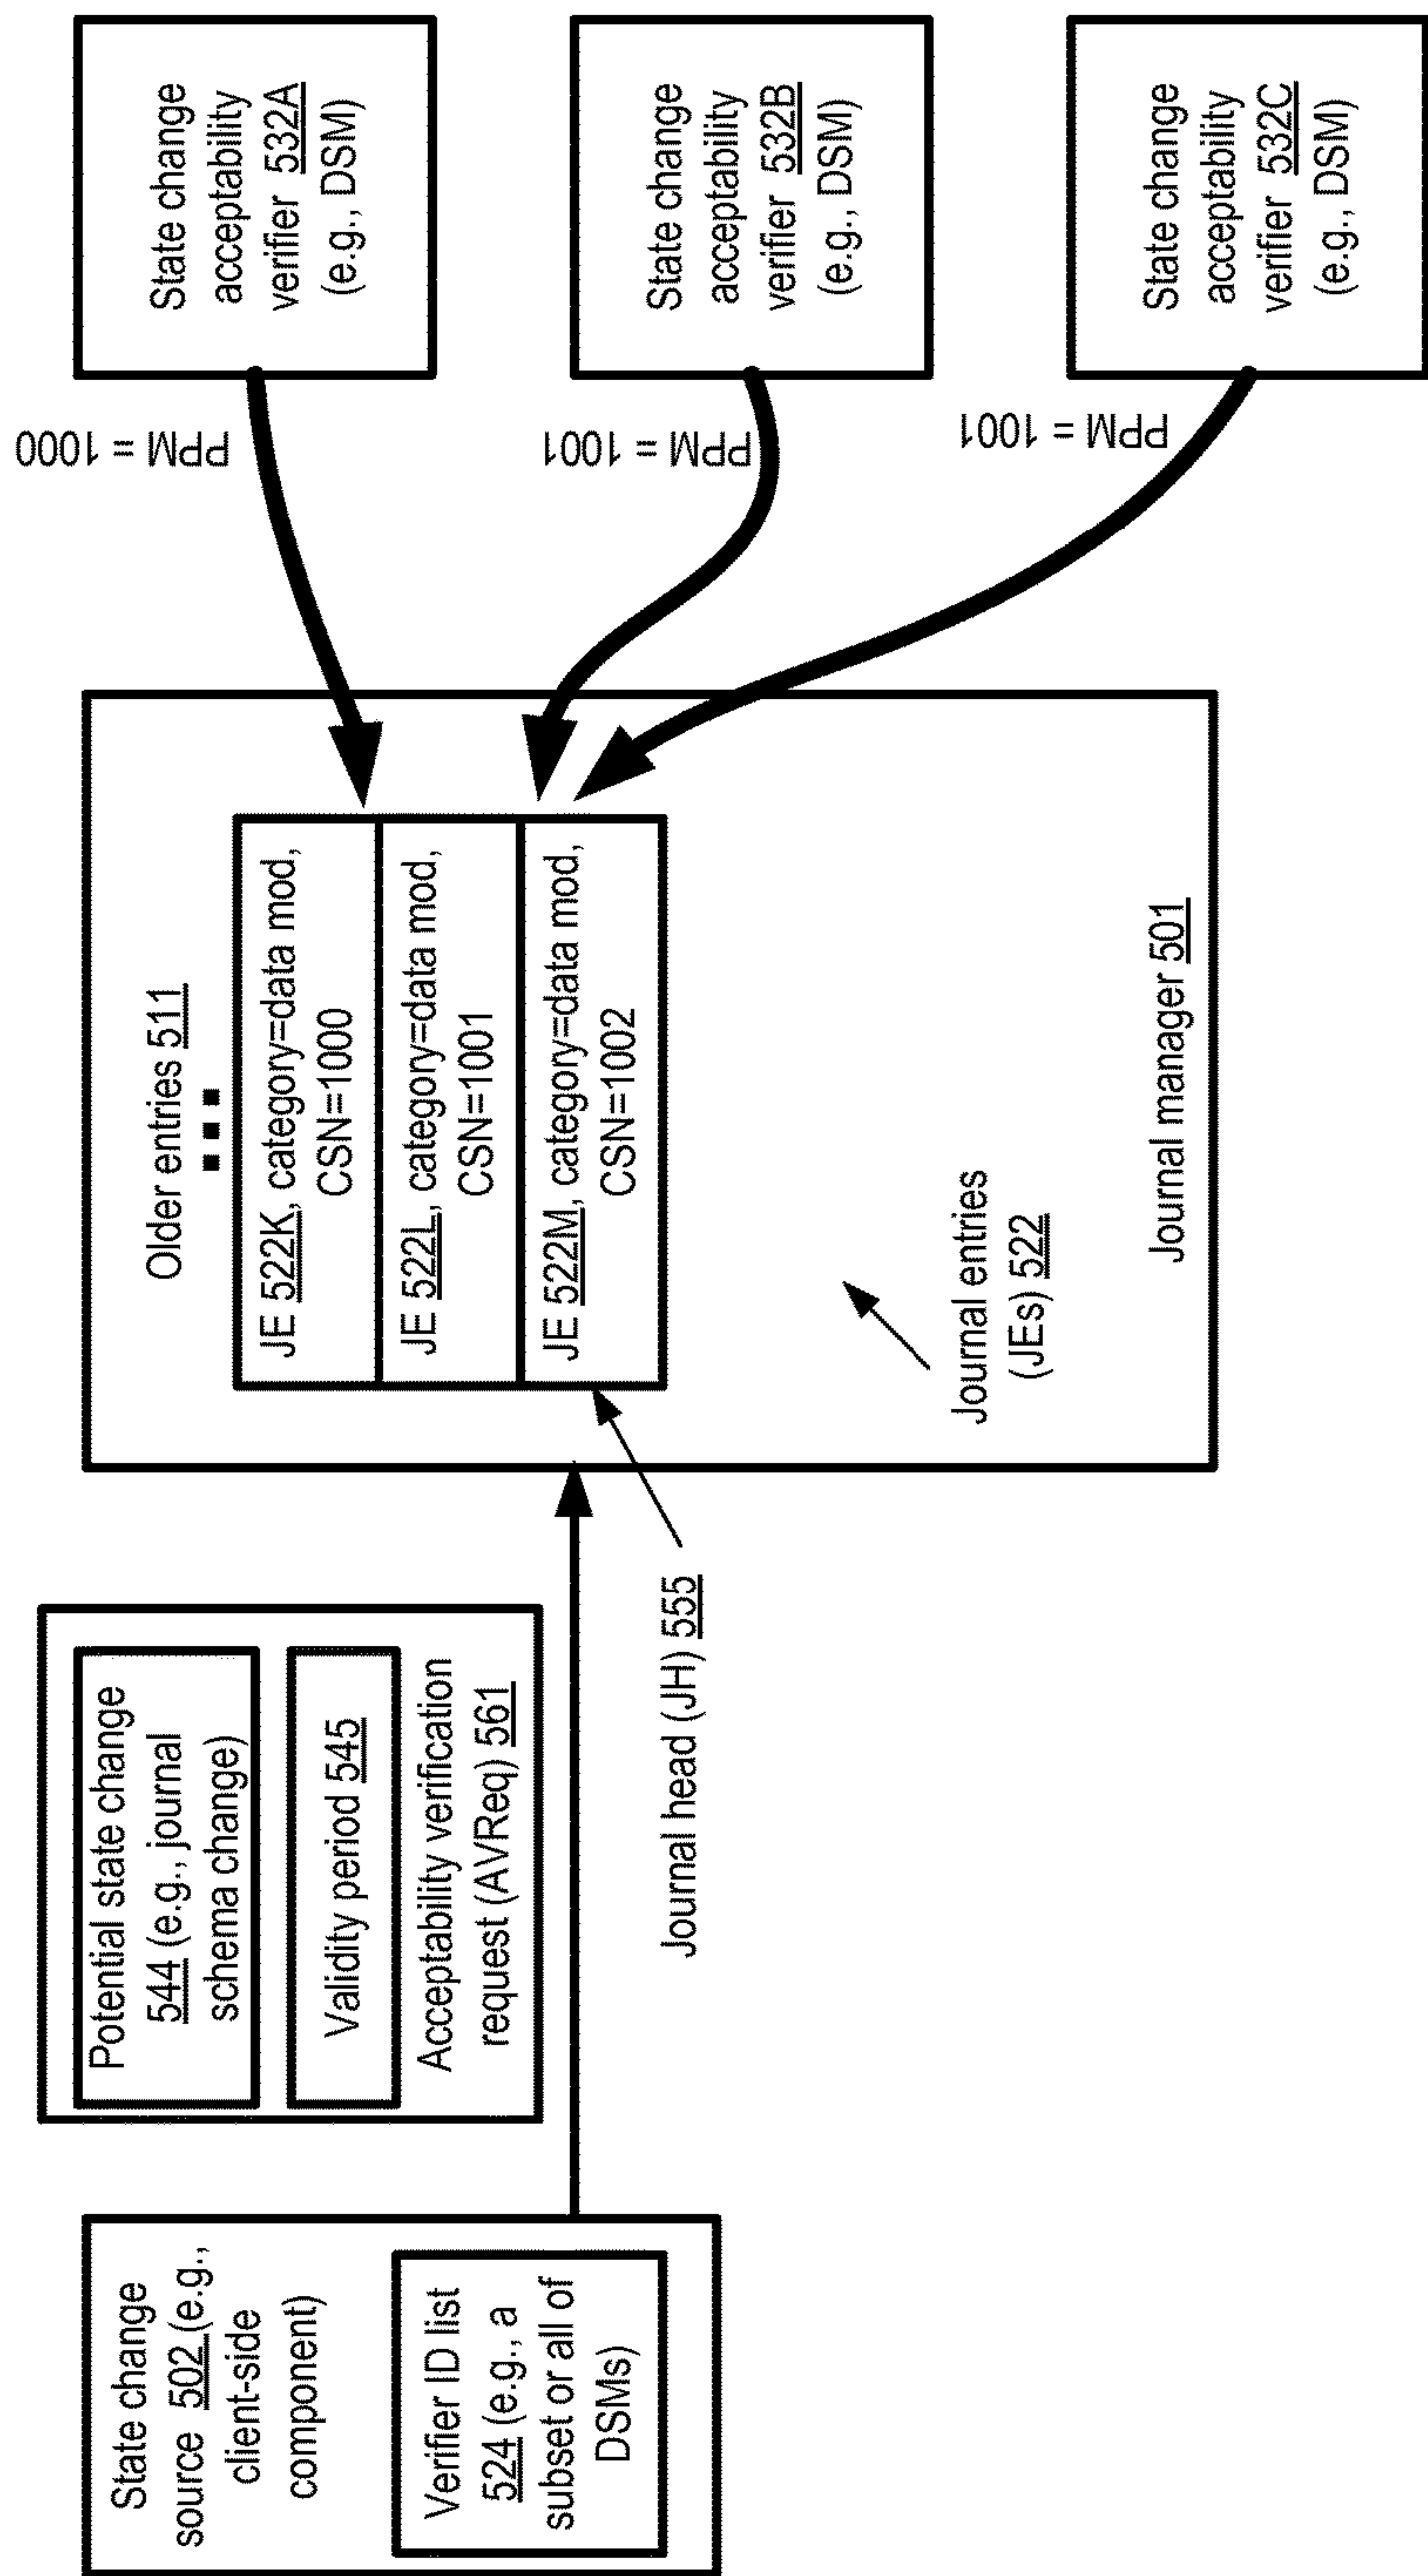 State change
source 502 (e.g.,
client-side
component)
Verifier ID list
524 (e.g., a
subset or all of
DSMs)
Potential state change
544 (e.g., journal
schema change)
Validity period 545
Acceptability verification
request (AVReq) 561
Journal head (JH) 555
Older entries 511
JE 522K, category=data mod,
CSN=1000
JE 522L, category=data mod,
CSN=1001
JE 522M, category=data mod,
CSN=1002
Journal entries
(JEs) 522
Journal manager 501
PPM = 1000
PPM = 1001
PPM = 1001
State change
acceptability
verifier 532A
(e.g., DSM)
State change
acceptability
verifier 532B
(e.g., DSM)
State change
acceptability
verifier 532C
(e.g., DSM)